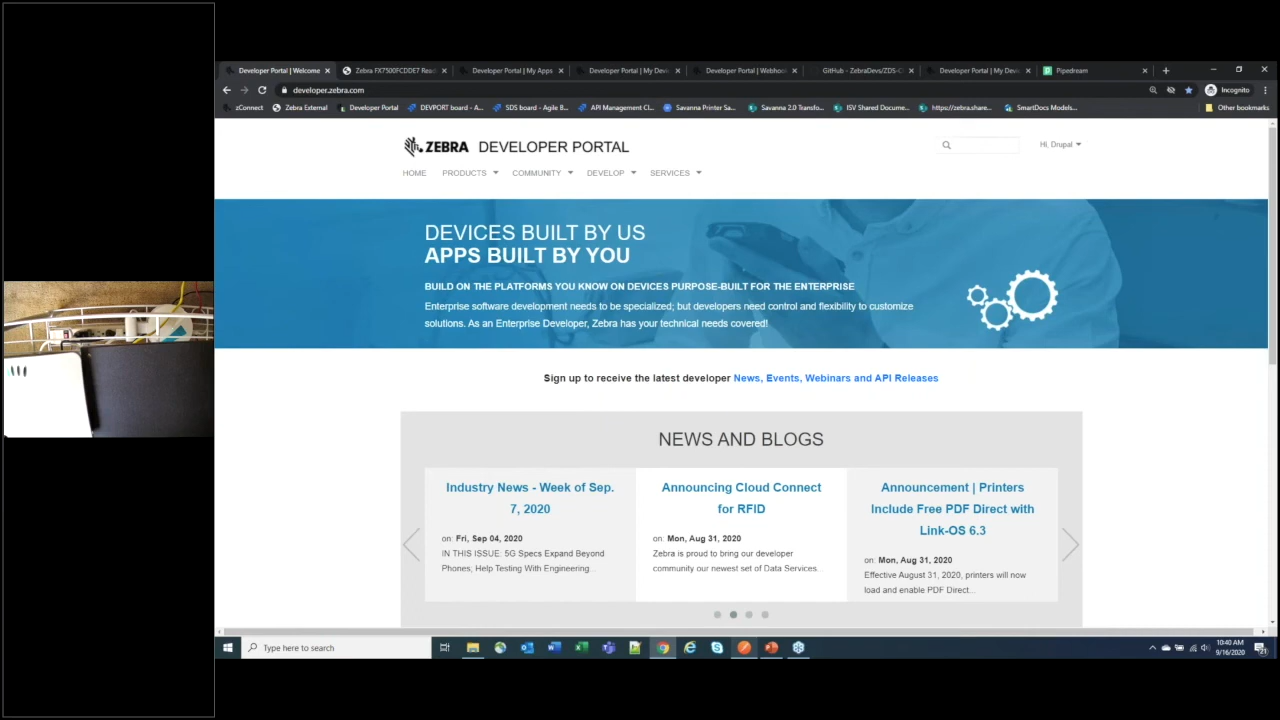 Developer Portal | Welcome
Zebra FX7500FCDDE7 Read
Developer Portal | My Apps
Developer Portal | My Devi
Developer Portal | Webhook
GitHub - ZebraDevs/ZDS-C
Developer Portal | My Devic
Pipedream
developer.zebra.com
Incognito
zConnect
Zebra External
Developer Portal
DEVPORT board - A...
SDS board - Agile B...
API Management Cl...
Savanna Printer Sa...
Savanna 2.0 Transfo...
ISV Shared Docume...
https://zebra.share...
SmartDocs Models...
Other bookmarks
ZEBRA DEVELOPER PORTAL
Hi, Drupal
HOME PRODUCTS COMMUNITY DEVELOP SERVICES
DEVICES BUILT BY US
APPS BUILT BY YOU
BUILD ON THE PLATFORMS YOU KNOW ON DEVICES PURPOSE-BUILT FOR THE ENTERPRISE
Enterprise software development needs to be specialized; but developers need control and flexibility to customize
solutions. As an Enterprise Developer, Zebra has your technical needs covered!
Sign up to receive the latest developer News, Events, Webinars and API Releases
NEWS AND BLOGS
Industry News - Week of Sep.
7, 2020
on: Fri, Sep 04, 2020
IN THIS ISSUE: 5G Specs Expand Beyond
Phones; Help Testing With Engineering...
Announcing Cloud Connect
for RFID
on: Mon, Aug 31, 2020
Zebra is proud to bring our developer
community our newest set of Data Services...
Announcement | Printers
Include Free PDF Direct with
Link-OS 6.3
on: Mon, Aug 31, 2020
Effective August 31, 2020, printers will now
load and enable PDF Direct...
Type here to search
10:40 AM
9/16/2020
21